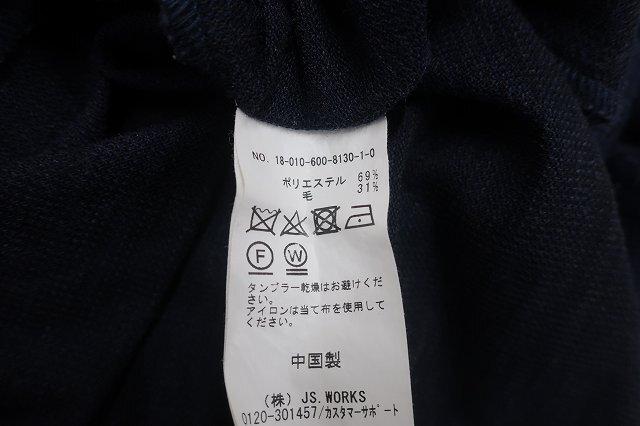 NO. 18-010-600-8130-1-0
ポリエステル 69%
毛 31%
F W
タンブラー乾燥はお避けくだ
さい。
アイロンは当て布を使用して
ください。
中国製
(株) JS.WORKS
0120-301457/カスタマーサポート